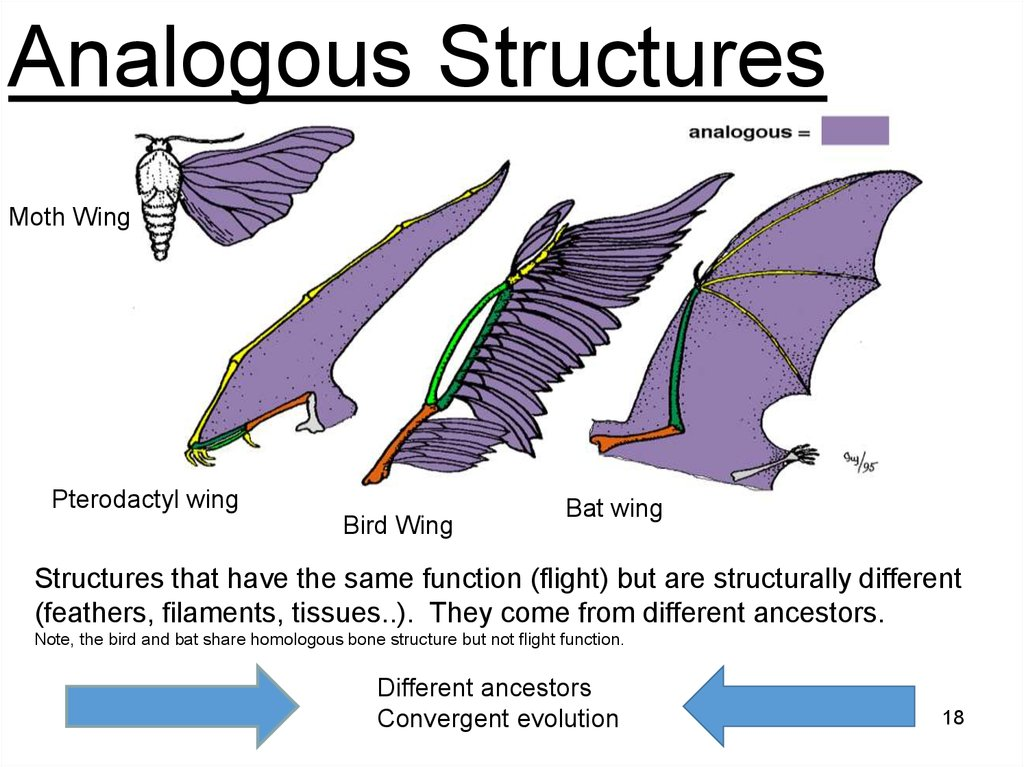 Analogous Structures
analogous =
Moth Wing
Pterodactyl wing
Bird Wing
Bat wing
Structures that have the same function (flight) but are structurally different
(feathers, filaments, tissues..).  They come from different ancestors.
Note, the bird and bat share homologous bone structure but not flight function.
Different ancestors
Convergent evolution
18